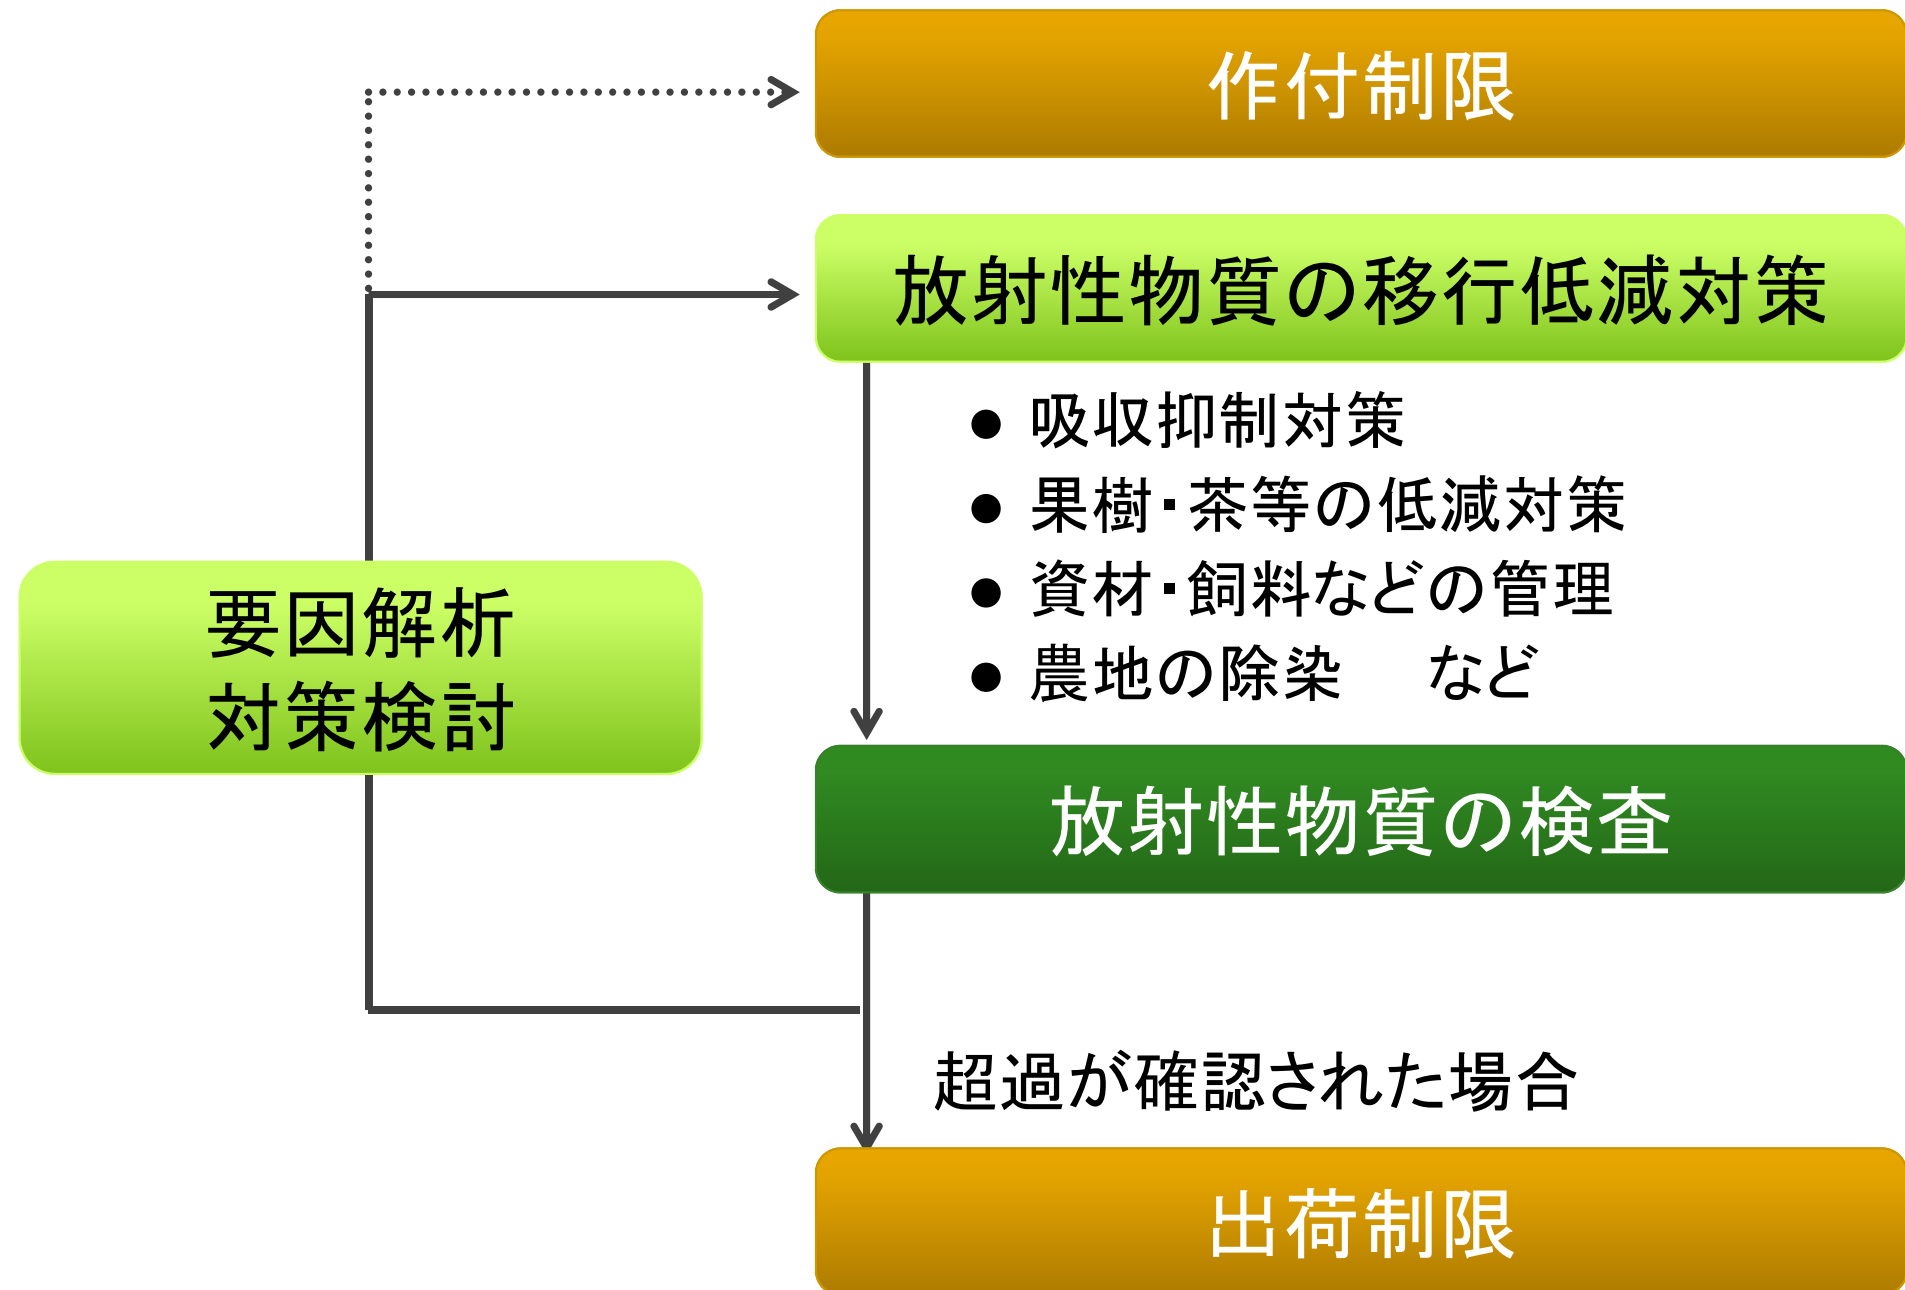 作付制限
放射性物質の移行低減対策
● 吸収抑制対策
● 果樹・茶等の低減対策
● 資材・飼料などの管理
● 農地の除染　など
要因解析
対策検討
放射性物質の検査
超過が確認された場合
出荷制限